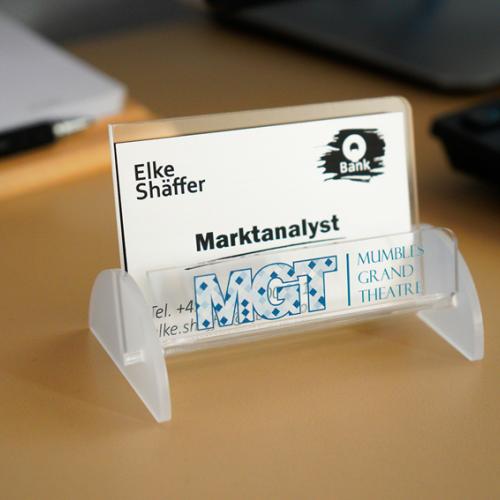 Elke
Shäffer
Q
Bank
Marktanalyst
Tel. +4
elke.sh
MGT
MUMBLES
GRAND
THEATRE